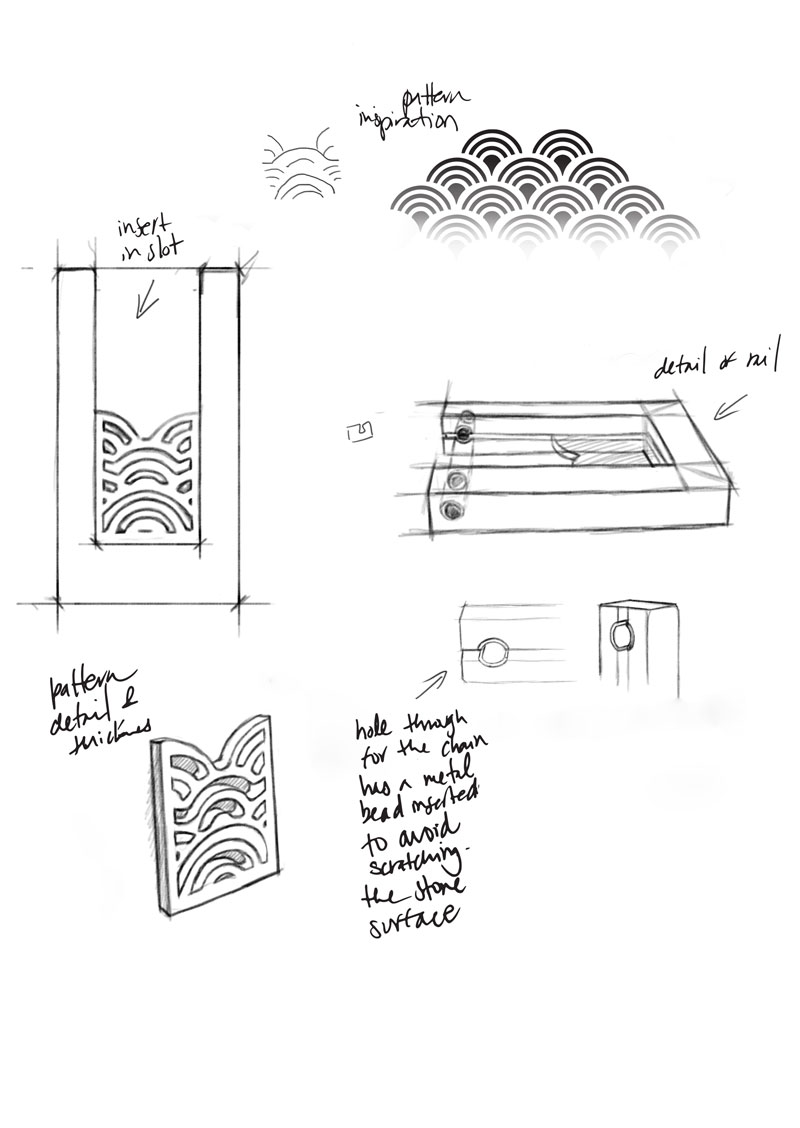 pattern
inspiration
insert
in slot
detail of rail
pattern
detail &
thickness
hole through
for the chain
has a metal
bead inserted
to avoid
scratching
the stone
surface